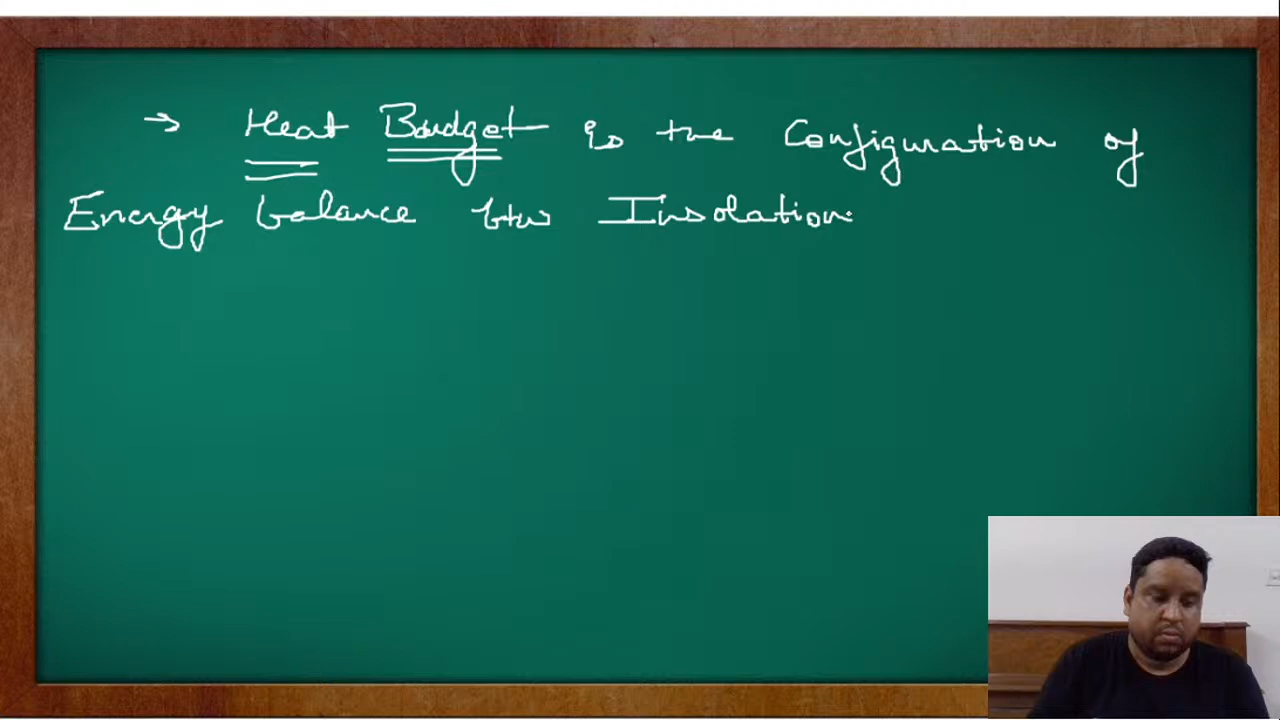 → Heat Budget is the Configuration of
Energy balance btw Insolation